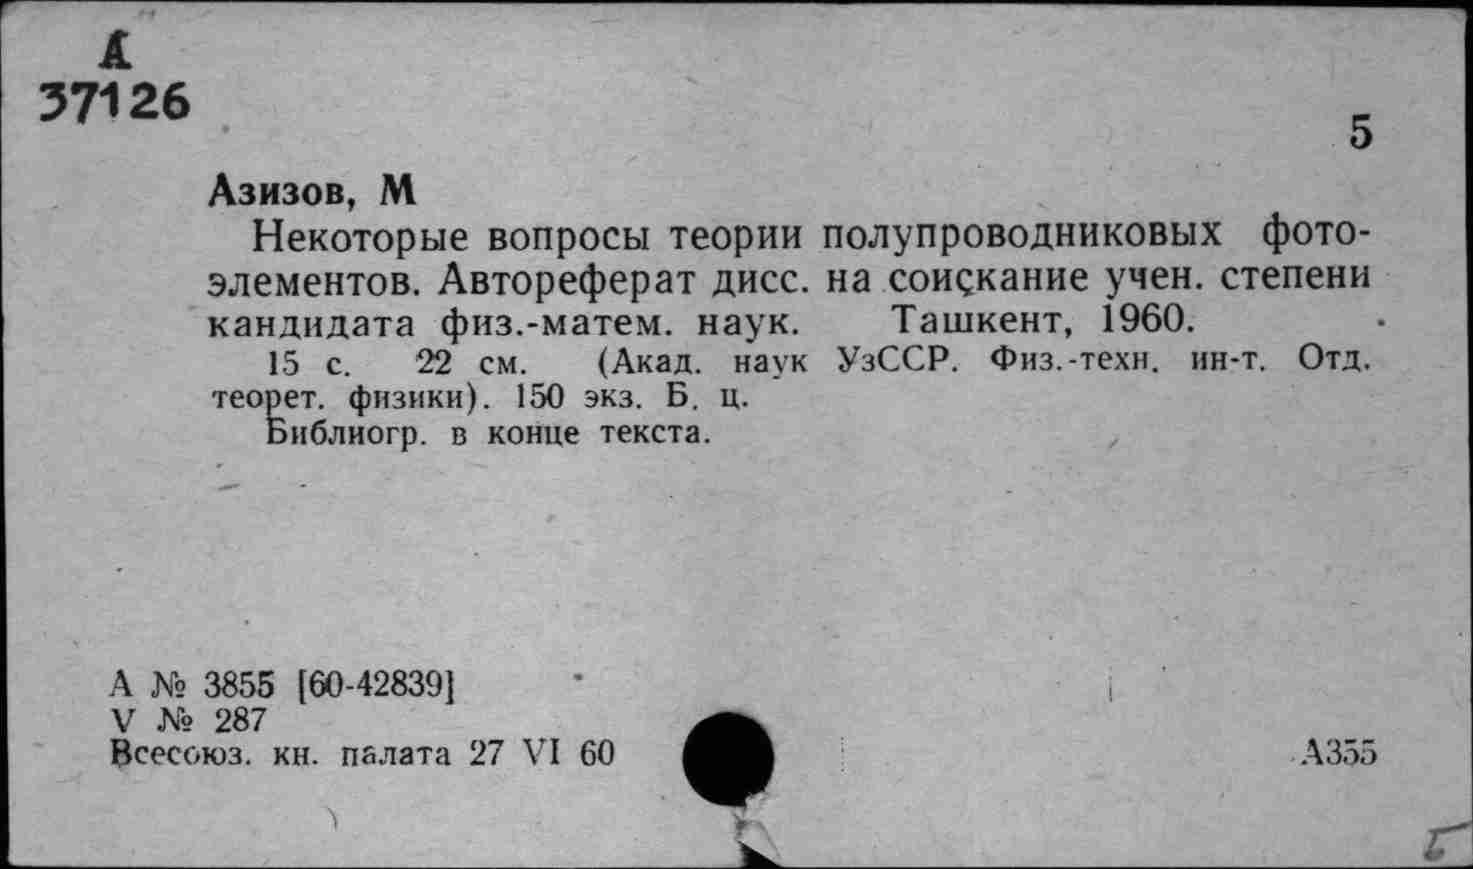 А
37126
5
Азизов, М
Некоторые вопросы теории полупроводниковых фото-
элементов. Автореферат дисс. на соискание учен. степени
кандидата физ.-матем. наук. Ташкент, 1960.
15 с. 22 см. (Акад. наук УзССР. Физ.-техн. ин-т. Отд.
теорет. физики). 150 экз. Б. ц.
Библиогр. в конце текста.
А № 3855 [60-42839]
V № 287
Всесоюз. кн. палата 27 VI 60
А355